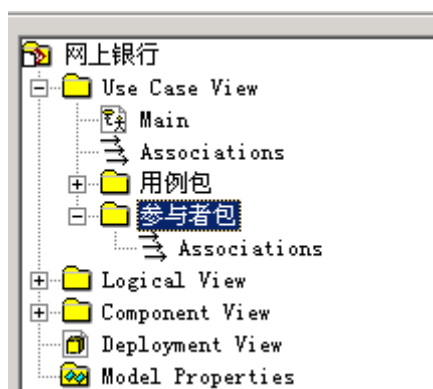 网上银行
Use Case View
Main
Associations
用例包
参与者包
Associations
Logical View
Component View
Deployment View
Model Properties